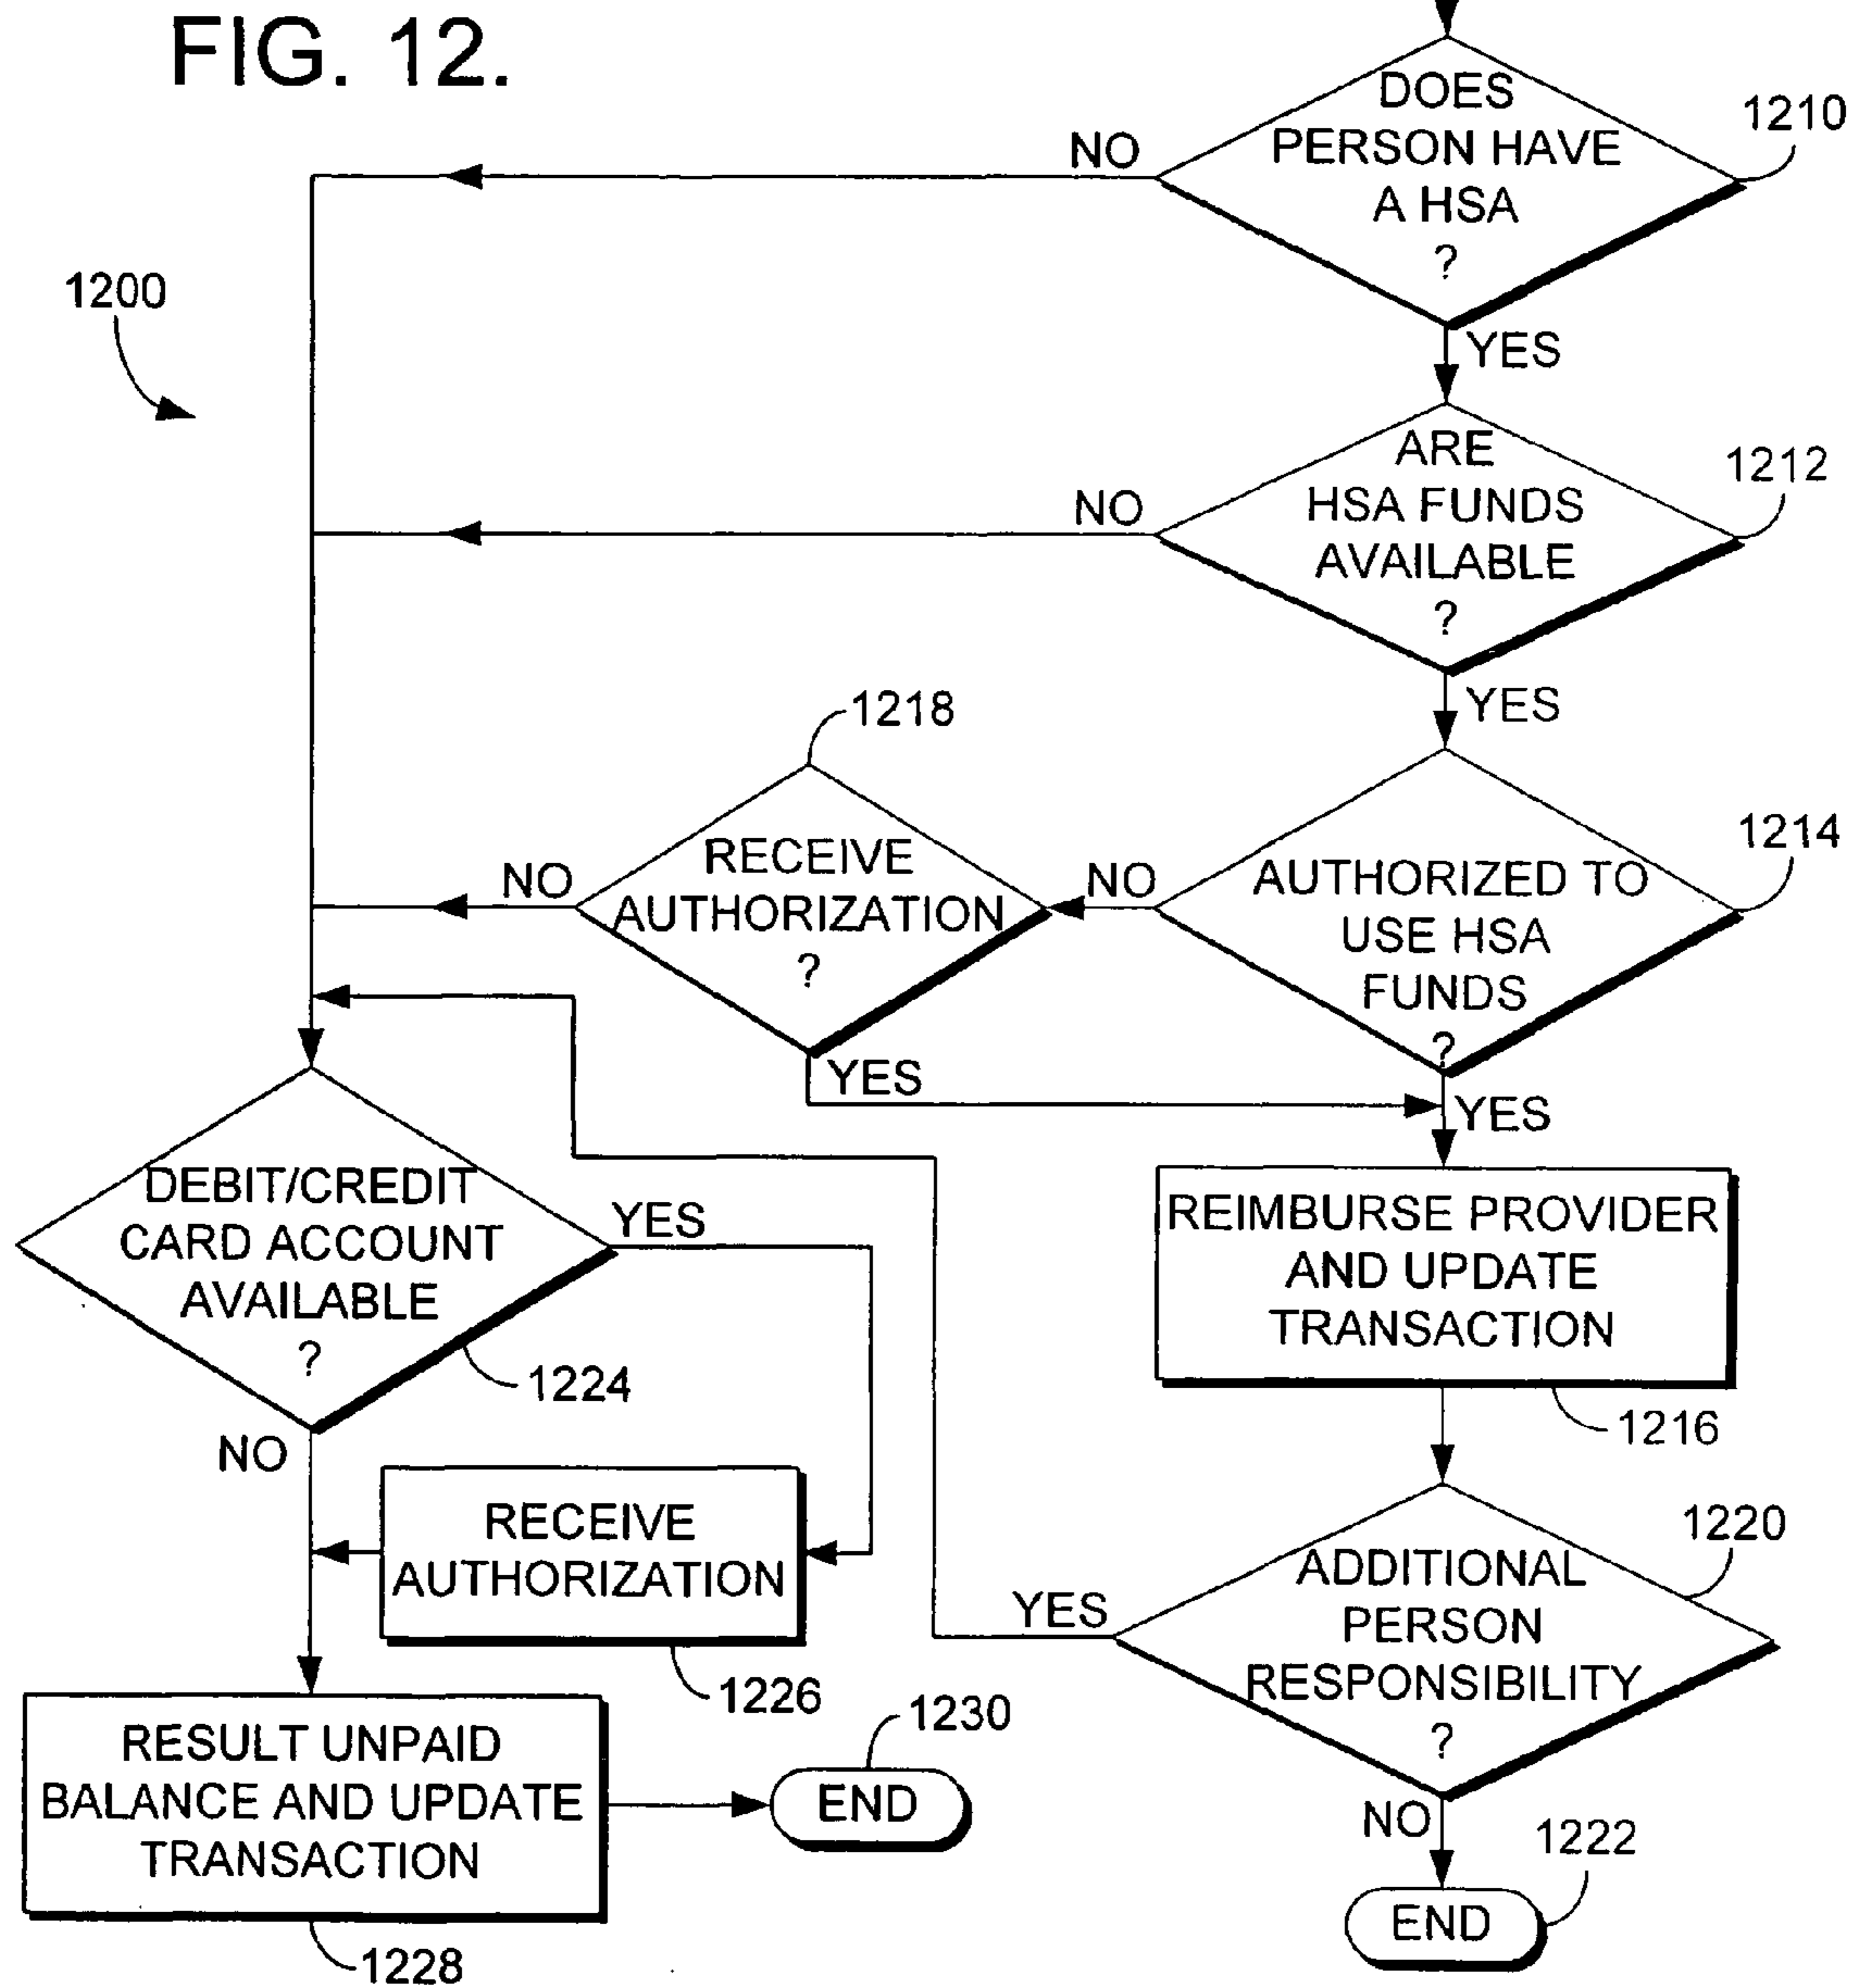 FIG. 12.
DOES
PERSON HAVE
A HSA
?
1210
NO
YES
1200
ARE
HSA FUNDS
AVAILABLE
?
1212
NO
YES
1218
RECEIVE
AUTHORIZATION
?
NO
YES
AUTHORIZED TO
USE HSA
FUNDS
?
1214
NO
YES
DEBIT/CREDIT
CARD ACCOUNT
AVAILABLE
?
YES
1224
NO
REIMBURSE PROVIDER
AND UPDATE
TRANSACTION
1216
RECEIVE
AUTHORIZATION
1226
ADDITIONAL
PERSON
RESPONSIBILITY
?
1220
YES
NO
RESULT UNPAID
BALANCE AND UPDATE
TRANSACTION
1228
END
1230
END
1222